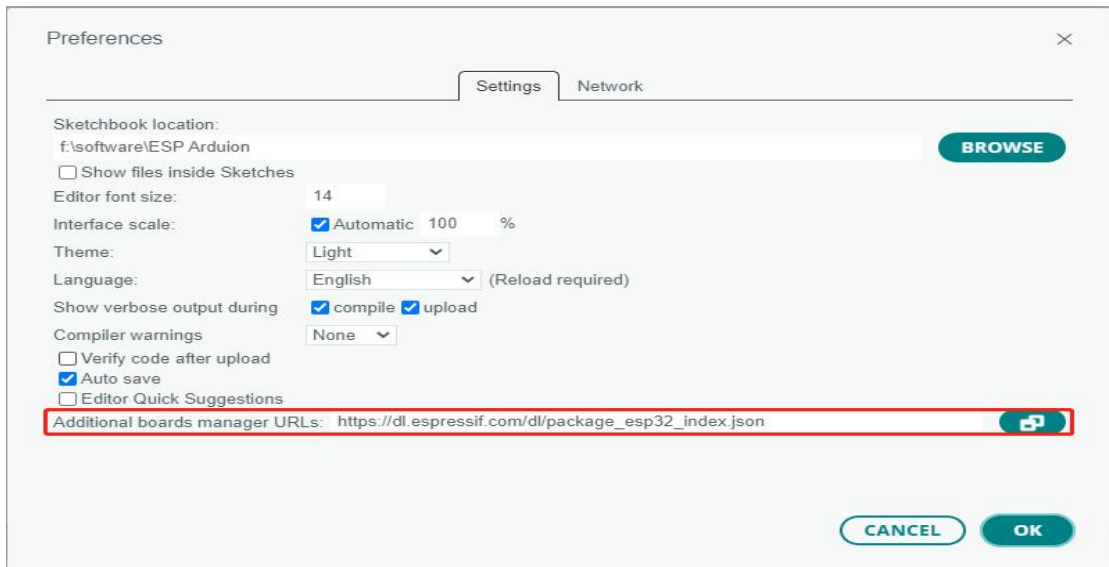 Preferences
Settings Network
Sketchbook location:
f:\software\ESP Arduion
BROWSE
Show files inside Sketches
Editor font size: 14
Interface scale: Automatic 100 %
Theme: Light
Language: English (Reload required)
Show verbose output during compile upload
Compiler warnings None
Verify code after upload
Auto save
Editor Quick Suggestions
Additional boards manager URLs: https://dl.espressif.com/dl/package_esp32_index.json
CANCEL OK